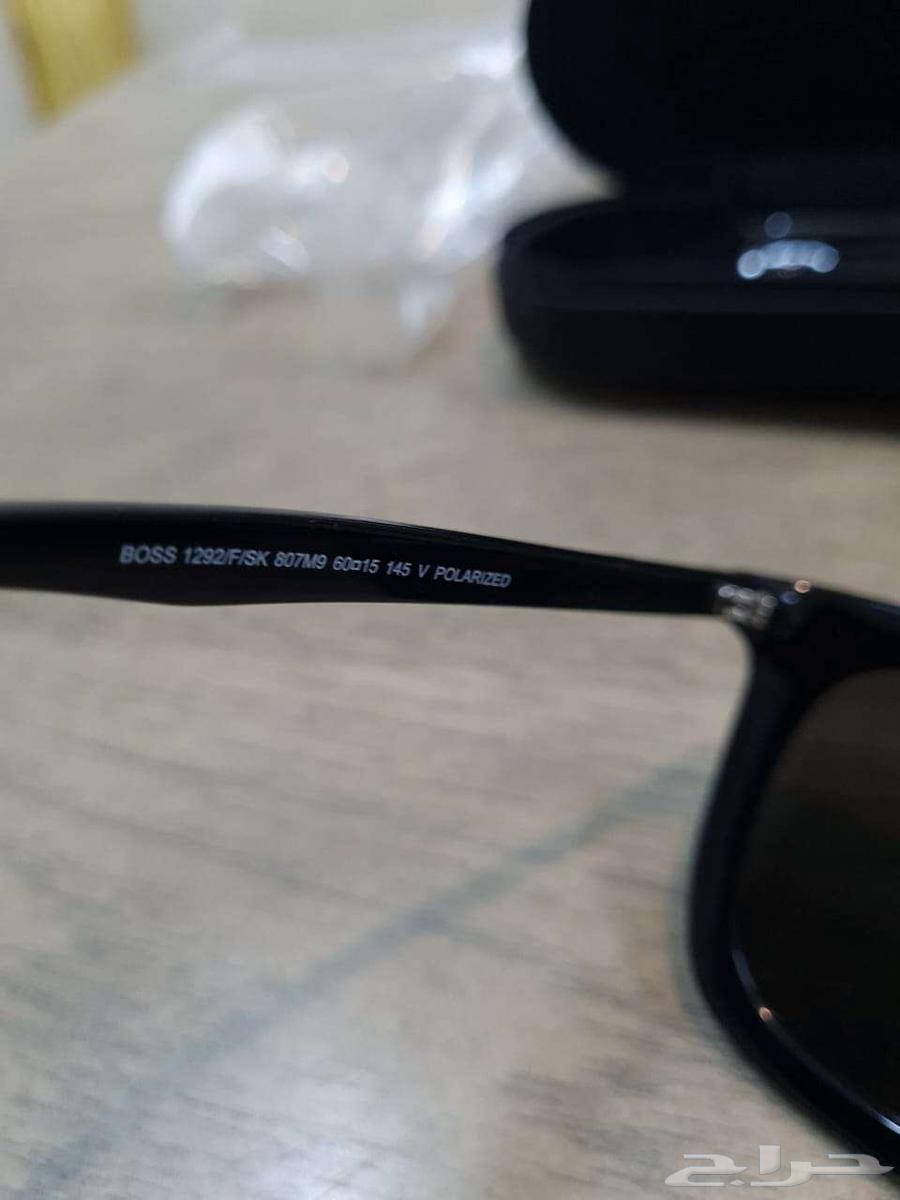 BOSS 1292/F/SK 807M9 60□15 145 V POLARIZED
حراج